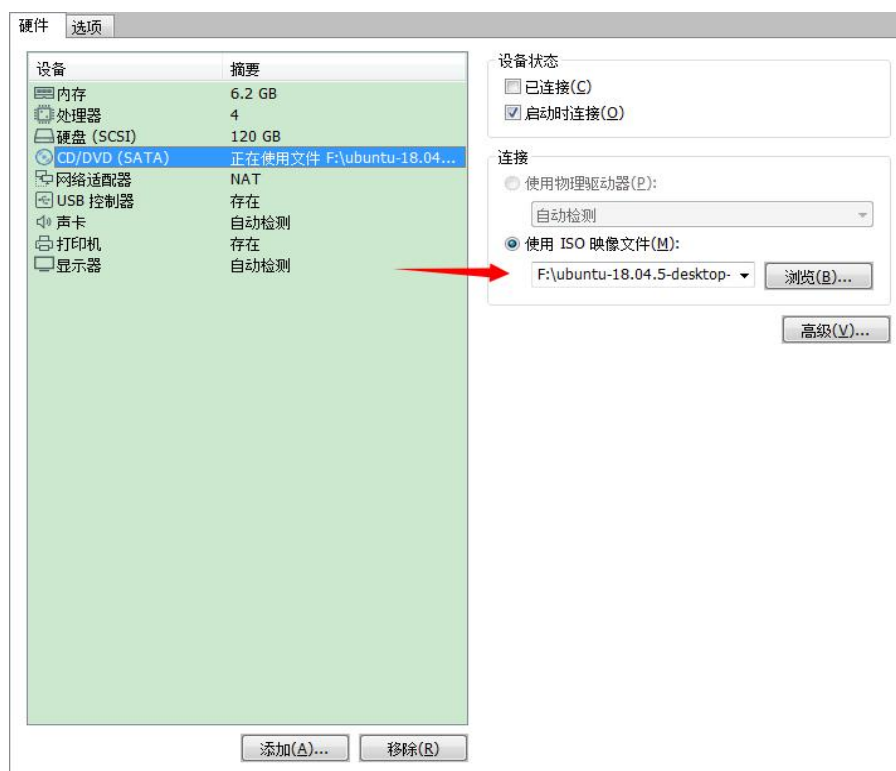 硬件 选项
设备 摘要
内存 6.2 GB
处理器 4
硬盘 (SCSI) 120 GB
CD/DVD (SATA) 正在使用文件 F:\ubuntu-18.04...
网络适配器 NAT
USB 控制器 存在
声卡 自动检测
打印机 存在
显示器 自动检测
添加(A)... 移除(R)
设备状态
已连接(C)
启动时连接(O)
连接
使用物理驱动器(P):
自动检测
使用 ISO 映像文件(M):
F:\ubuntu-18.04.5-desktop- 浏览(B)...
高级(V)...